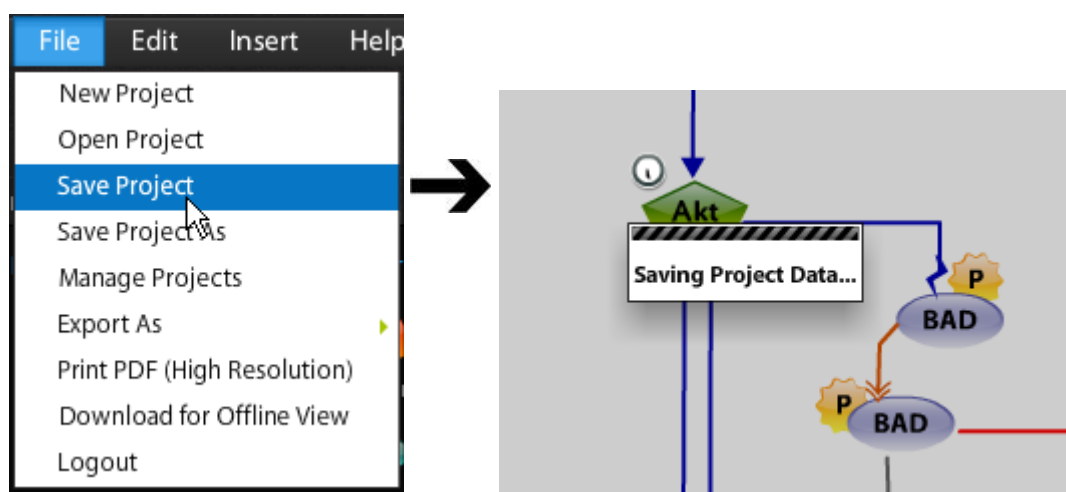 File Edit Insert Help
New Project
Open Project
Save Project
Save Project As
Manage Projects
Export As
Print PDF (High Resolution)
Download for Offline View
Logout
Akt
Saving Project Data...
P
BAD
P
BAD